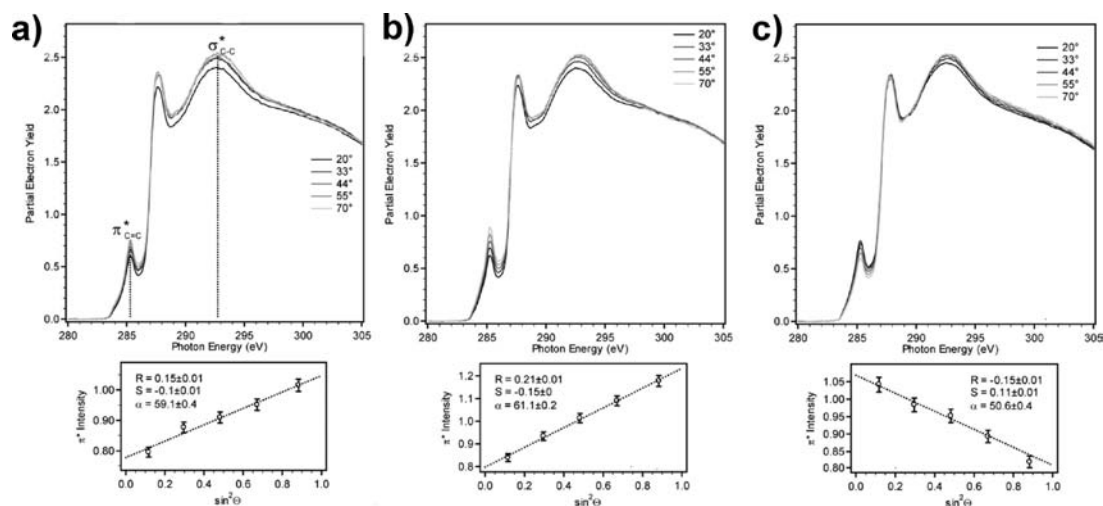 a)
b)
c)
σ* C-C
π* C=C
20°
33°
44°
55°
70°
Partial Electron Yield
2.5
2.0
1.5
1.0
0.5
0.0
280 285 290 295 300 305
Photon Energy (eV)
20°
33°
44°
55°
70°
Partial Electron Yield
2.5
2.0
1.5
1.0
0.5
0.0
280 285 290 295 300 305
Photon Energy (eV)
20°
33°
44°
55°
70°
Partial Electron Yield
2.5
2.0
1.5
1.0
0.5
0.0
280 285 290 295 300 305
Photon Energy (eV)
R = 0.15±0.01
S = -0.1±0.01
α = 59.1±0.4
π* Intensity
1.00
0.90
0.80
0.0 0.2 0.4 0.6 0.8 1.0
sin²Θ
R = 0.21±0.01
S = -0.15±0
α = 61.1±0.2
π* Intensity
1.2
1.1
1.0
0.9
0.8
0.0 0.2 0.4 0.6 0.8 1.0
sin²Θ
R = -0.15±0.01
S = 0.11±0.01
α = 50.6±0.4
π* Intensity
1.05
1.00
0.95
0.90
0.85
0.80
0.0 0.2 0.4 0.6 0.8 1.0
sin²Θ